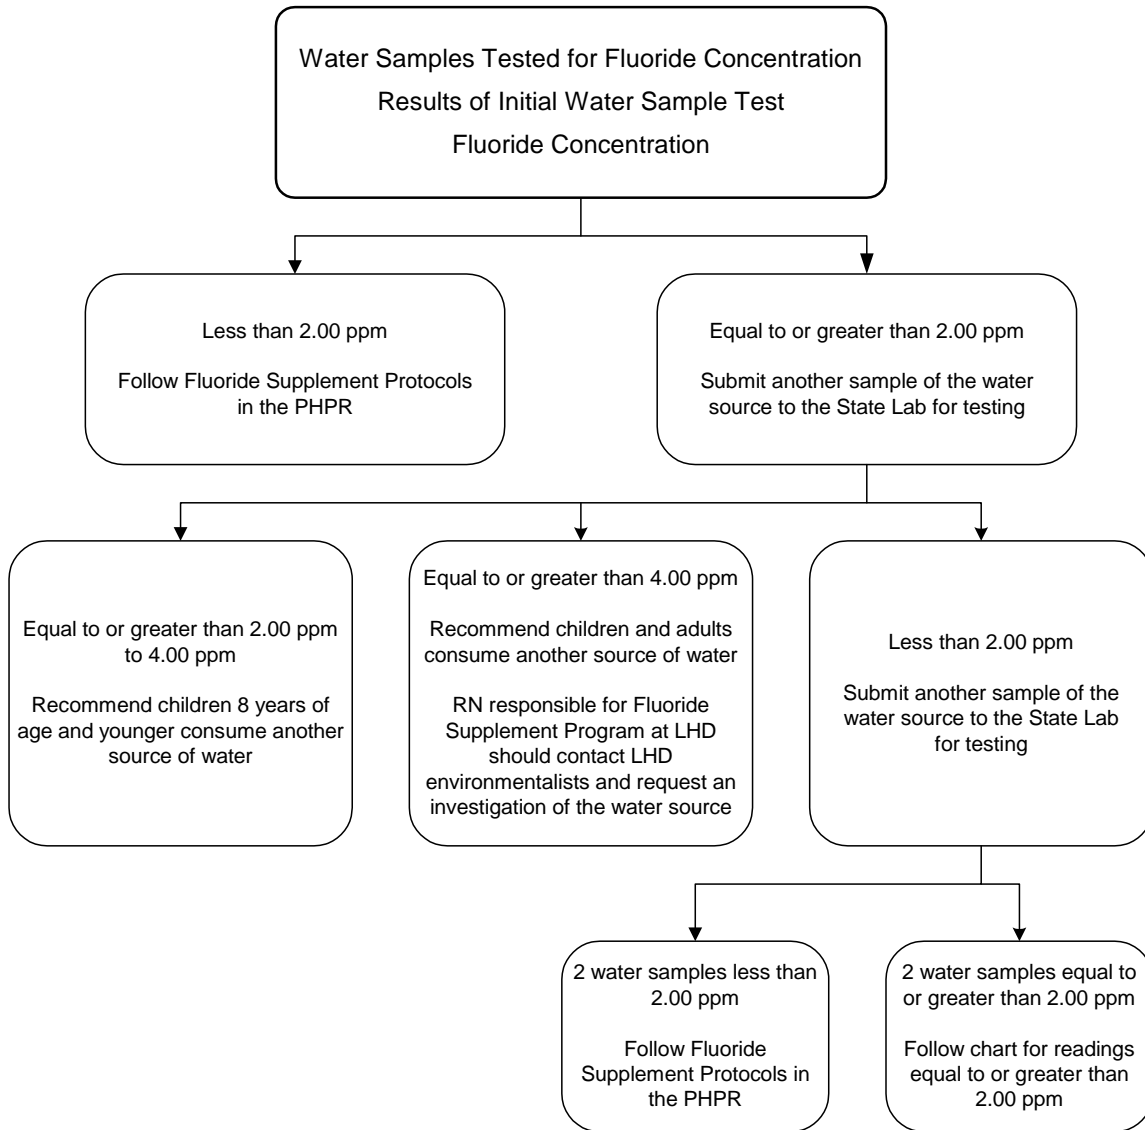 Water Samples Tested for Fluoride Concentration
Results of Initial Water Sample Test
Fluoride Concentration
Less than 2.00 ppm
Follow Fluoride Supplement Protocols
in the PHPR
Equal to or greater than 2.00 ppm
Submit another sample of the water
source to the State Lab for testing
Equal to or greater than 2.00 ppm
to 4.00 ppm
Recommend children 8 years of
age and younger consume another
source of water
Equal to or greater than 4.00 ppm
Recommend children and adults
consume another source of water
RN responsible for Fluoride
Supplement Program at LHD
should contact LHD
environmentalists and request an
investigation of the water source
Less than 2.00 ppm
Submit another sample of the
water source to the State Lab
for testing
2 water samples less than
2.00 ppm
Follow Fluoride
Supplement Protocols in
the PHPR
2 water samples equal to
or greater than 2.00 ppm
Follow chart for readings
equal to or greater than
2.00 ppm